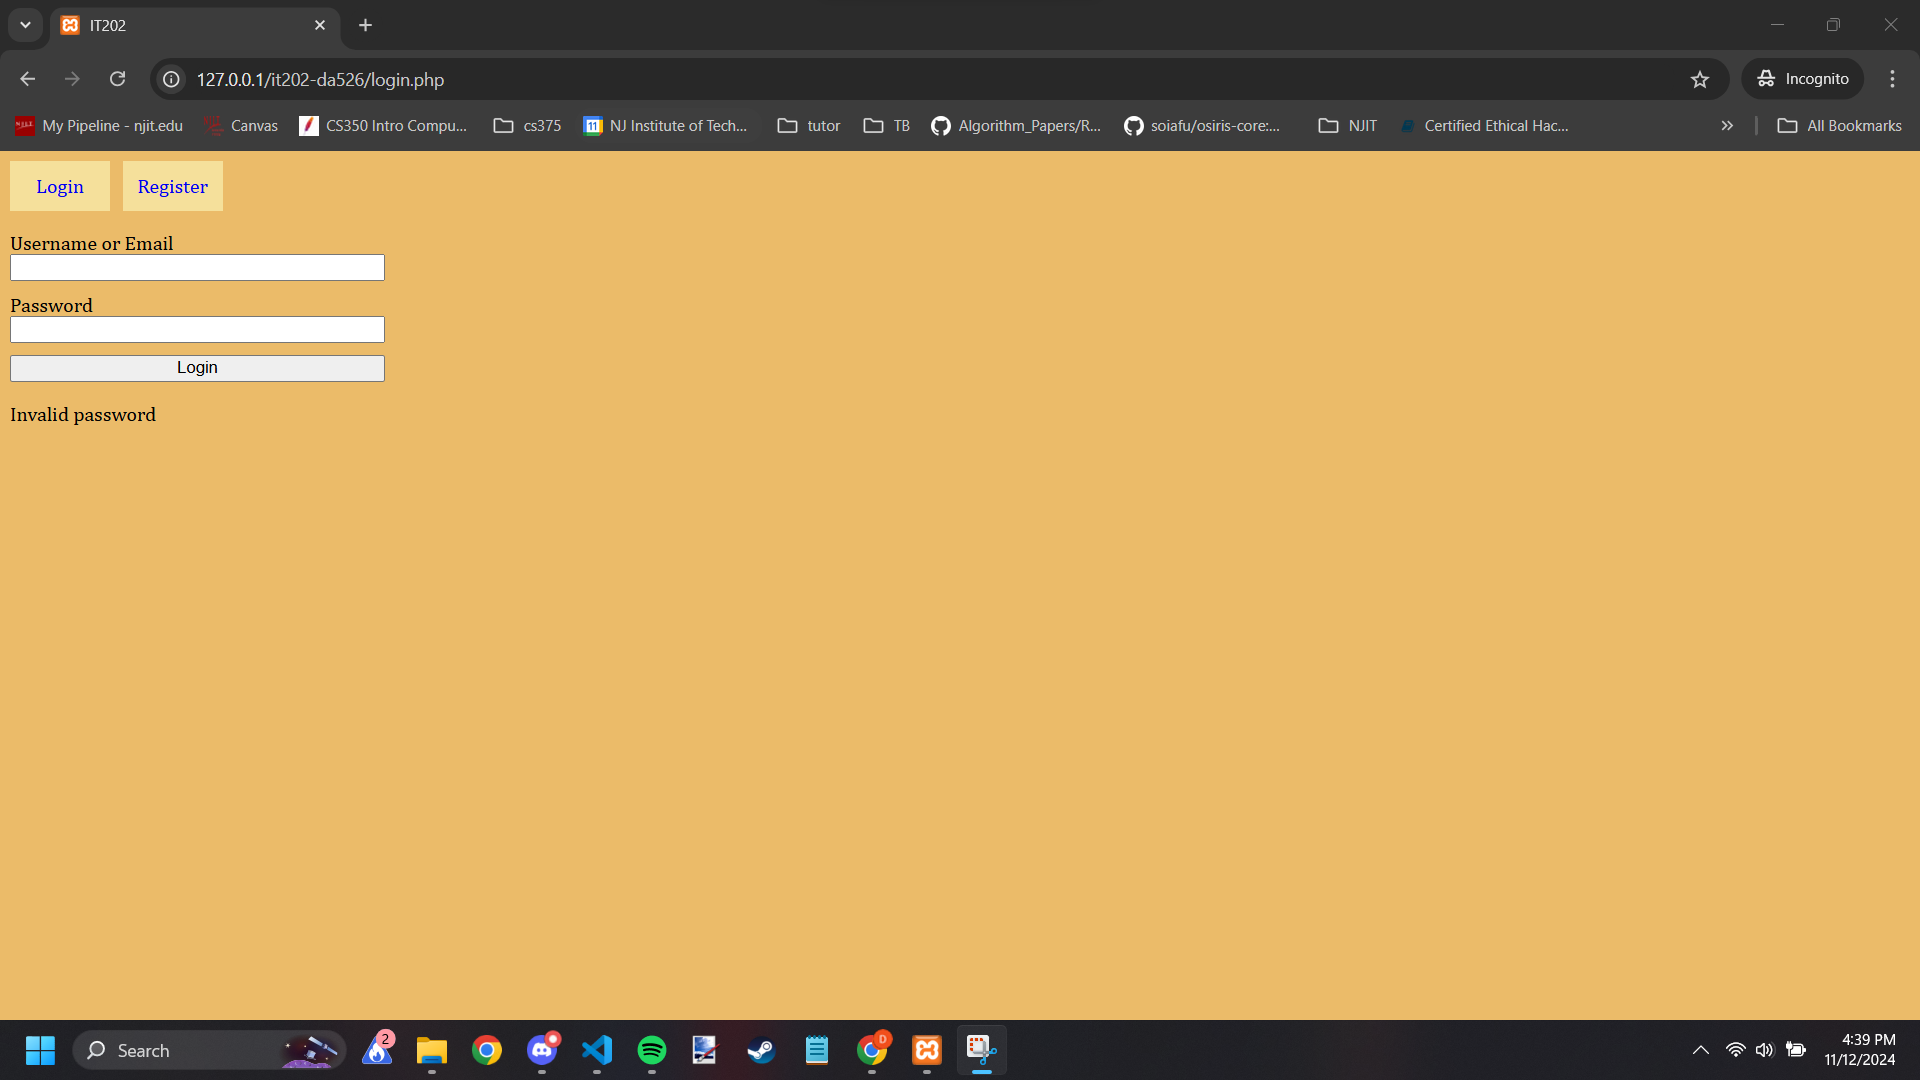 IT202
127.0.0.1/it202-da526/login.php
Incognito
My Pipeline - njit.edu
Canvas
CS350 Intro Compu...
cs375
11
NJ Institute of Tech...
tutor
TB
Algorithm_Papers/R...
soiafu/osiris-core:...
NJIT
Certified Ethical Hac...
All Bookmarks
Login
Register
Username or Email
Password
Login
Invalid password
Search
2
D
4:39 PM
11/12/2024